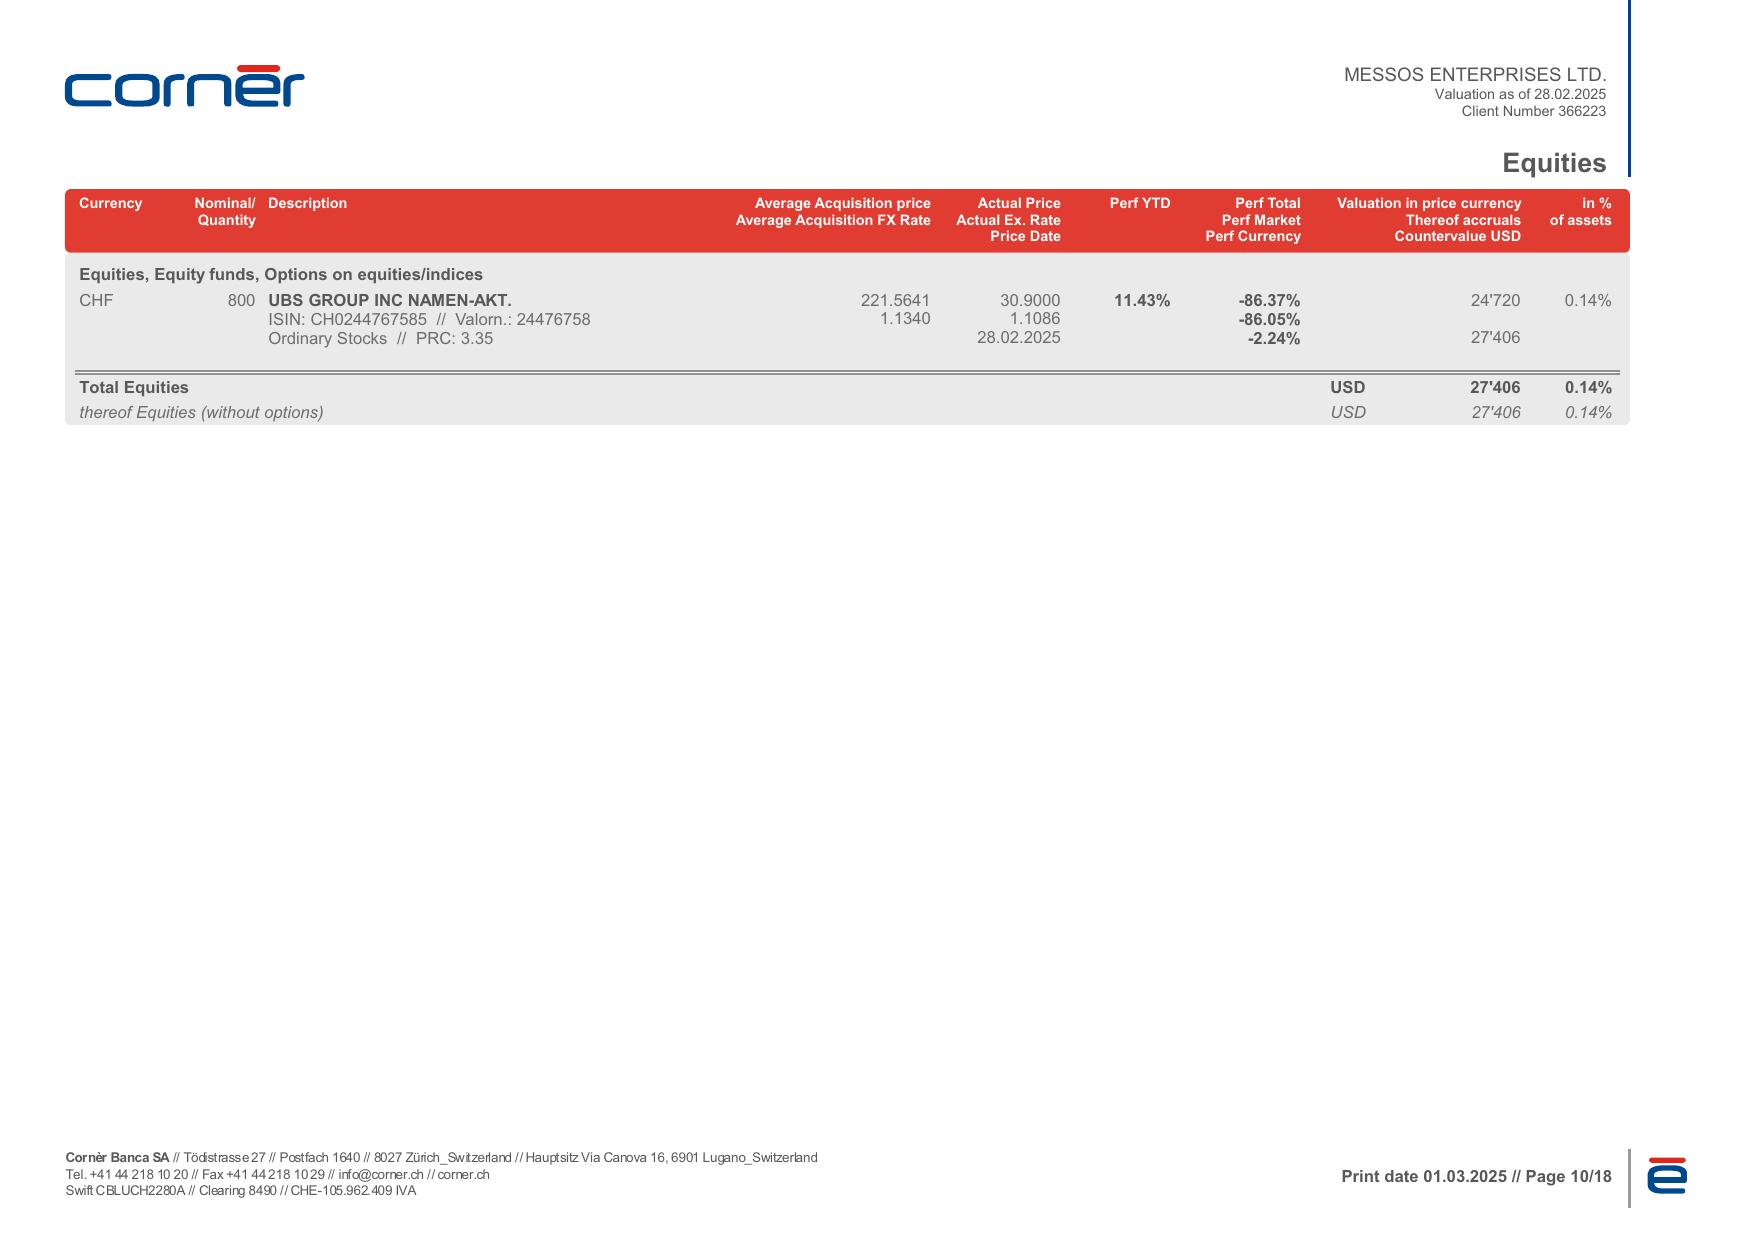 cornēr
MESSOS ENTERPRISES LTD.
Valuation as of 28.02.2025
Client Number 366223
Equities
Currency Nominal/ Description Average Acquisition price Actual Price Perf YTD Perf Total Valuation in price currency in %
Quantity Average Acquisition FX Rate Actual Ex. Rate Perf Market Thereof accruals of assets
Price Date Perf Currency Countervalue USD
Equities, Equity funds, Options on equities/indices
CHF 800 UBS GROUP INC NAMEN-AKT. 221.5641 30.9000 11.43% -86.37% 24'720 0.14%
ISIN: CH0244767585 // Valorn.: 24476758 1.1340 1.1086 -86.05%
Ordinary Stocks // PRC: 3.35 28.02.2025 -2.24% 27'406
Total Equities USD 27'406 0.14%
thereof Equities (without options) USD 27'406 0.14%
Cornèr Banca SA // Tödistrasse 27 // Postfach 1640 // 8027 Zürich_Switzerland // Hauptsitz Via Canova 16, 6901 Lugano_Switzerland
Tel. +41 44 218 10 20 // Fax +41 44 218 10 29 // info@corner.ch // corner.ch
Swift CBLUCH2280A // Clearing 8490 // CHE-105.962.409 IVA
Print date 01.03.2025 // Page 10/18
ē